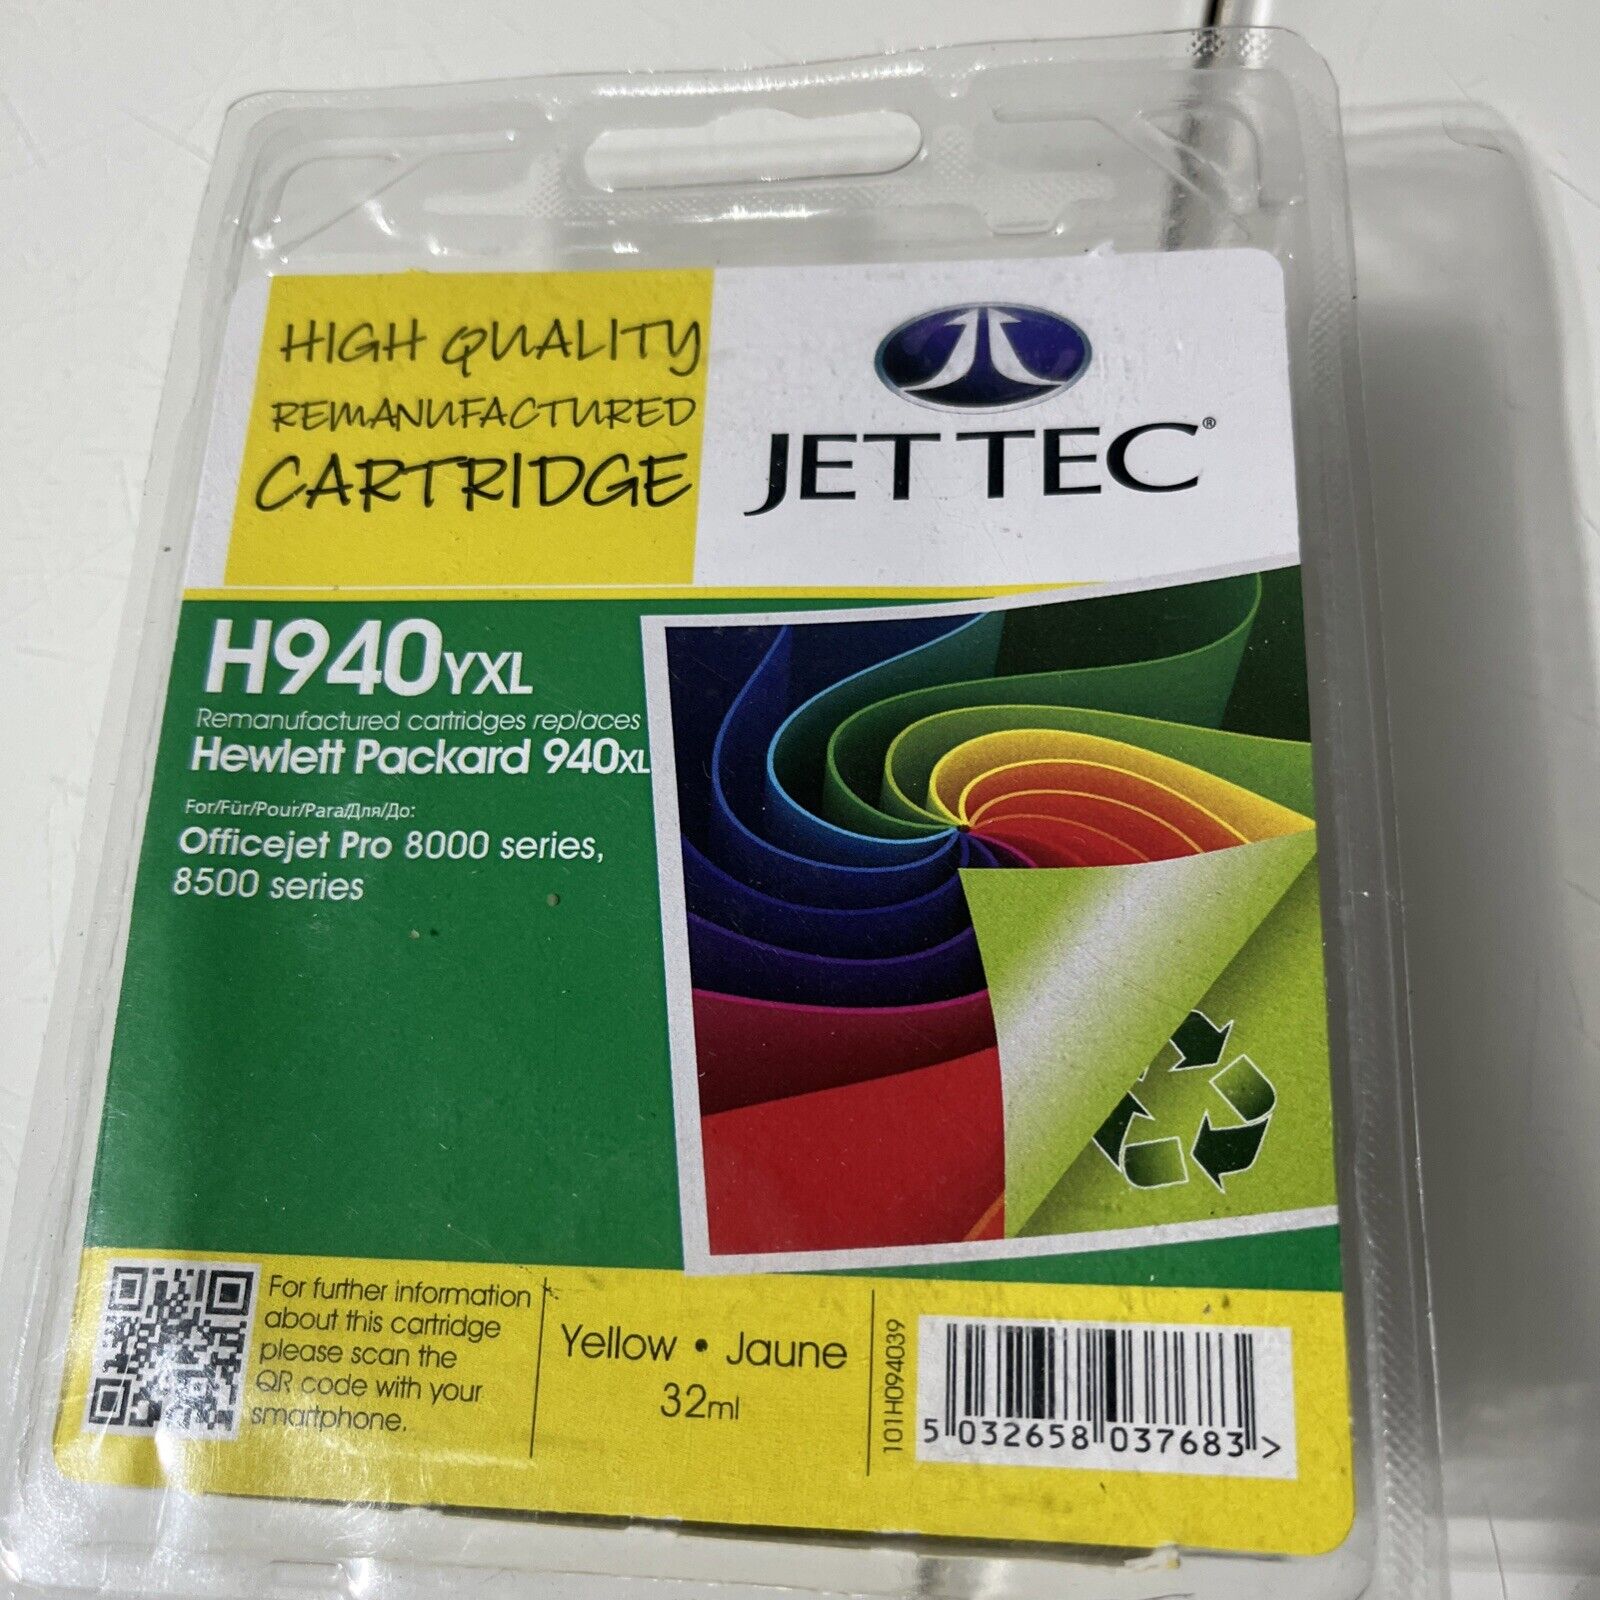 HIGH QUALITY
REMANUFACTURED
CARTRIDGE
JET TEC®
H940YXL
Remanufactured cartridges replaces
Hewlett Packard 940XL
For/Für/Pour/Para/Для/До:
Officejet Pro 8000 series,
8500 series
For further information
about this cartridge
please scan the
QR code with your
smartphone.
Yellow • Jaune
32ml
101H094039
5 032658 037683 >